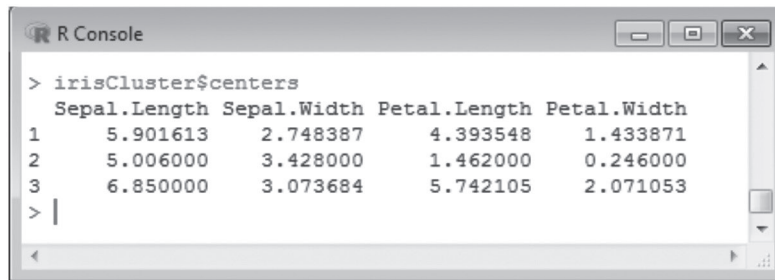 R Console
> irisCluster$centers
Sepal.Length Sepal.Width Petal.Length Petal.Width
1 5.901613 2.748387 4.393548 1.433871
2 5.006000 3.428000 1.462000 0.246000
3 6.850000 3.073684 5.742105 2.071053
>